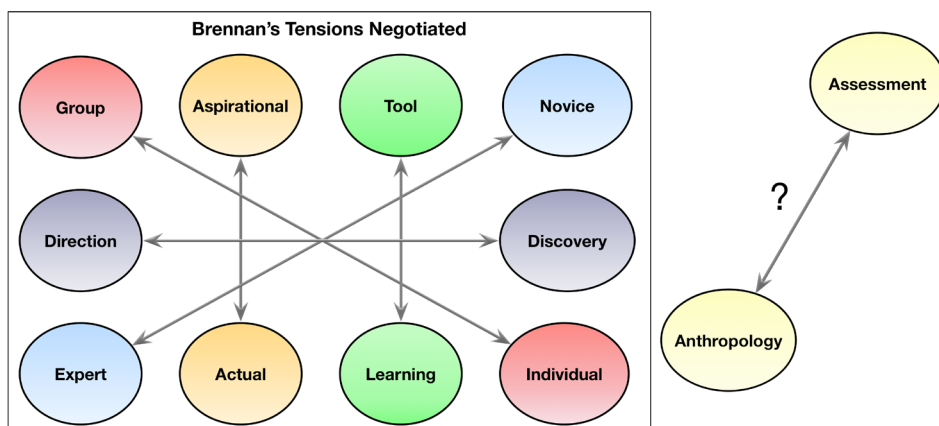 Brennan's Tensions Negotiated
Group
Aspirational
Tool
Novice
Direction
Discovery
Expert
Actual
Learning
Individual
Assessment
?
Anthropology